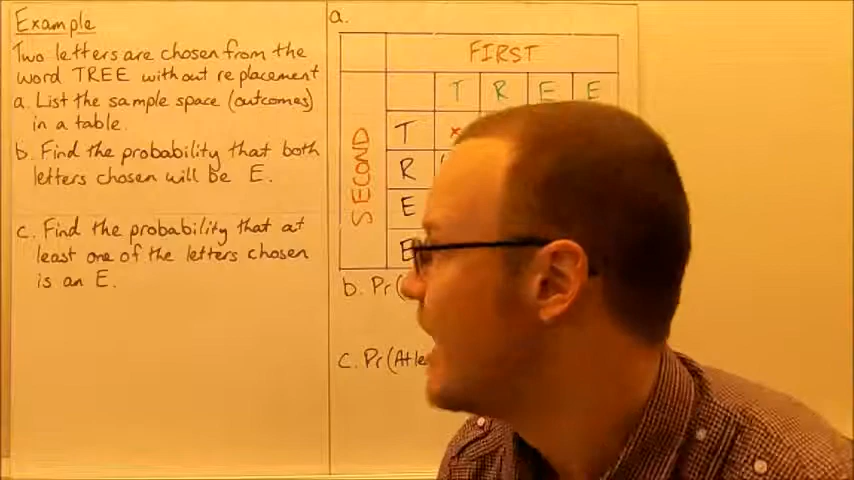 Example
Two letters are chosen from the
word TREE without replacement
a. List the sample space (outcomes)
in a table.
b. Find the probability that both
letters chosen will be E.
c. Find the probability that at
least one of the letters chosen
is an E.
a.
FIRST
T R E E
SECOND
T x
R (
E
E
b. Pr(
c. Pr(Atle